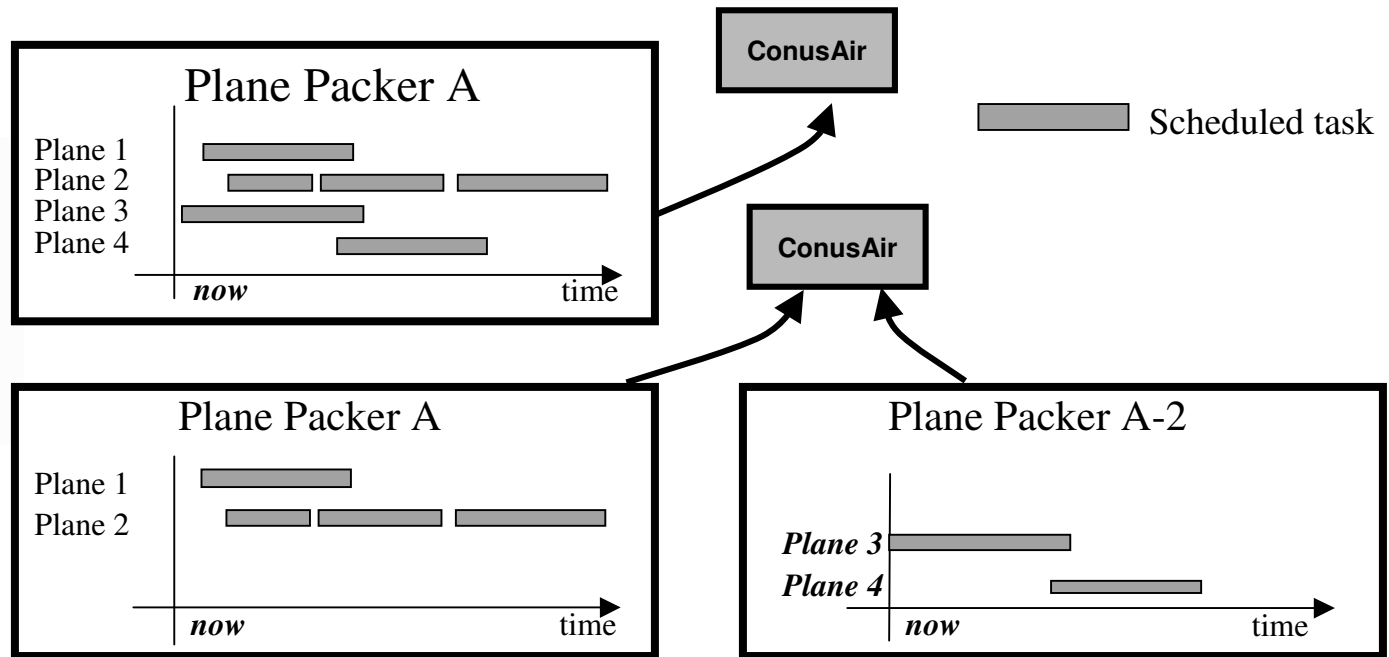 ConusAir
Plane Packer A
Scheduled task
Plane 1
Plane 2
Plane 3
Plane 4
now
time
ConusAir
Plane Packer A
Plane 1
Plane 2
now
time
Plane Packer A-2
Plane 3
Plane 4
now
time